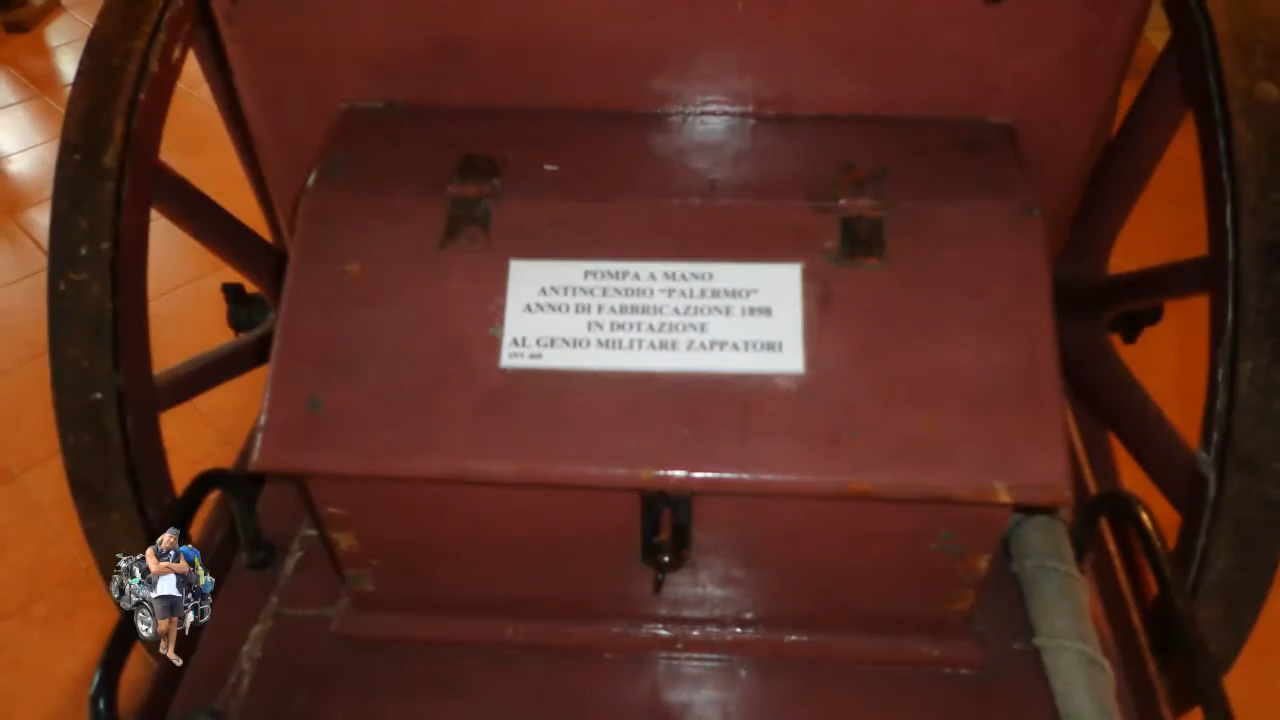 POMPA A MANO
ANTINCENDIO "PALERMO"
ANNO DI FABBRICAZIONE 1898
IN DOTAZIONE
AL GENIO MILITARE ZAPPATORI